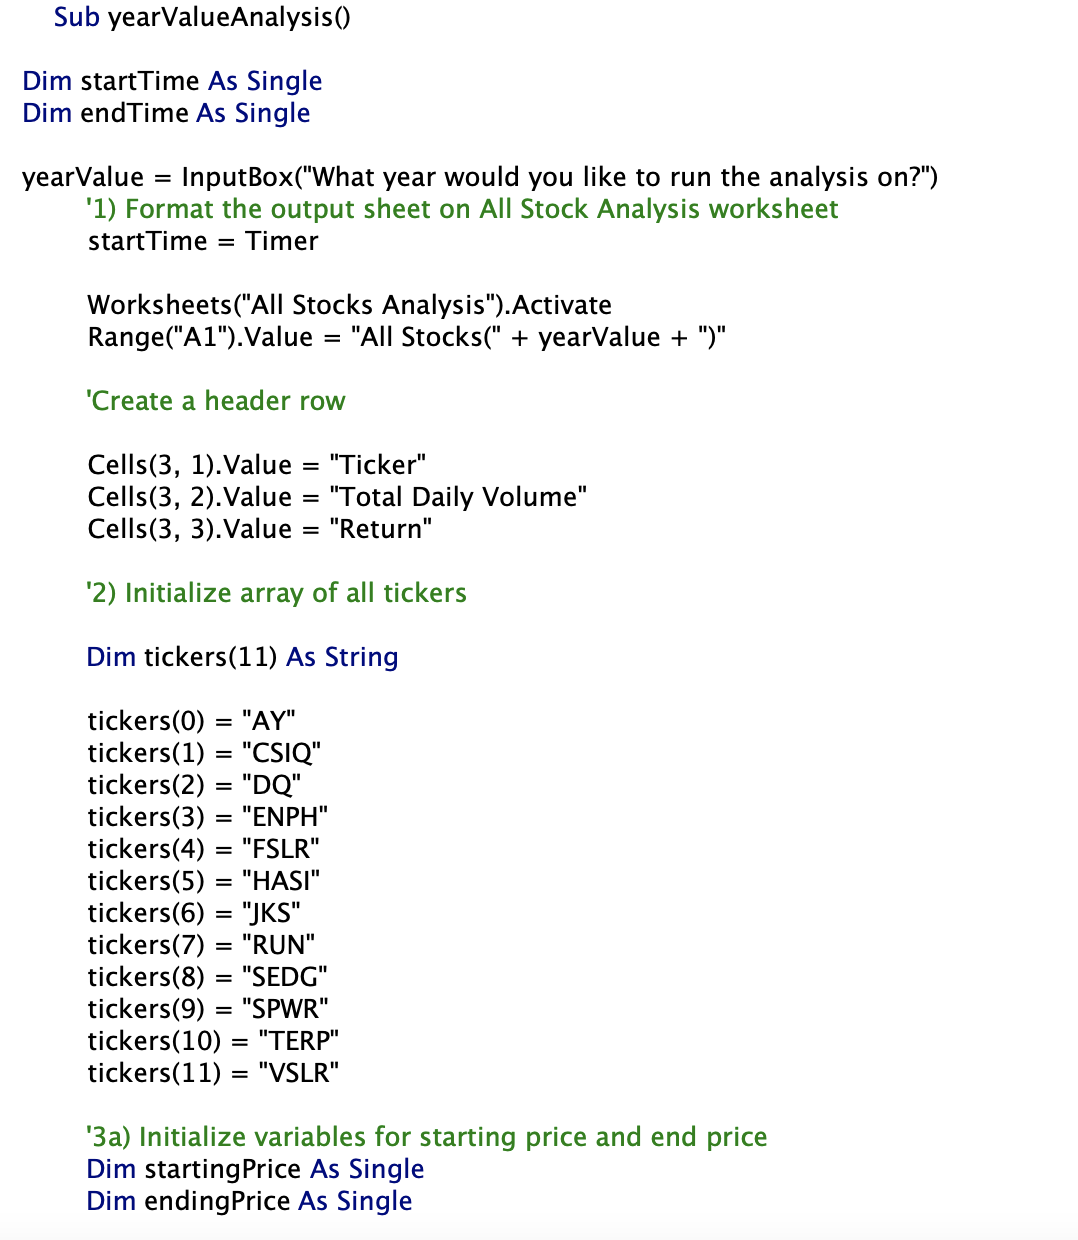 Sub yearValueAnalysis()
Dim startTime As Single
Dim endTime As Single
yearValue = InputBox("What year would you like to run the analysis on?")
'1) Format the output sheet on All Stock Analysis worksheet
startTime = Timer
Worksheets("All Stocks Analysis").Activate
Range("A1").Value = "All Stocks(" + yearValue + ")"
'Create a header row
Cells(3, 1).Value = "Ticker"
Cells(3, 2).Value = "Total Daily Volume"
Cells(3, 3).Value = "Return"
'2) Initialize array of all tickers
Dim tickers(11) As String
tickers(0) = "AY"
tickers(1) = "CSIQ"
tickers(2) = "DQ"
tickers(3) = "ENPH"
tickers(4) = "FSLR"
tickers(5) = "HASI"
tickers(6) = "JKS"
tickers(7) = "RUN"
tickers(8) = "SEDG"
tickers(9) = "SPWR"
tickers(10) = "TERP"
tickers(11) = "VSLR"
'3a) Initialize variables for starting price and end price
Dim startingPrice As Single
Dim endingPrice As Single